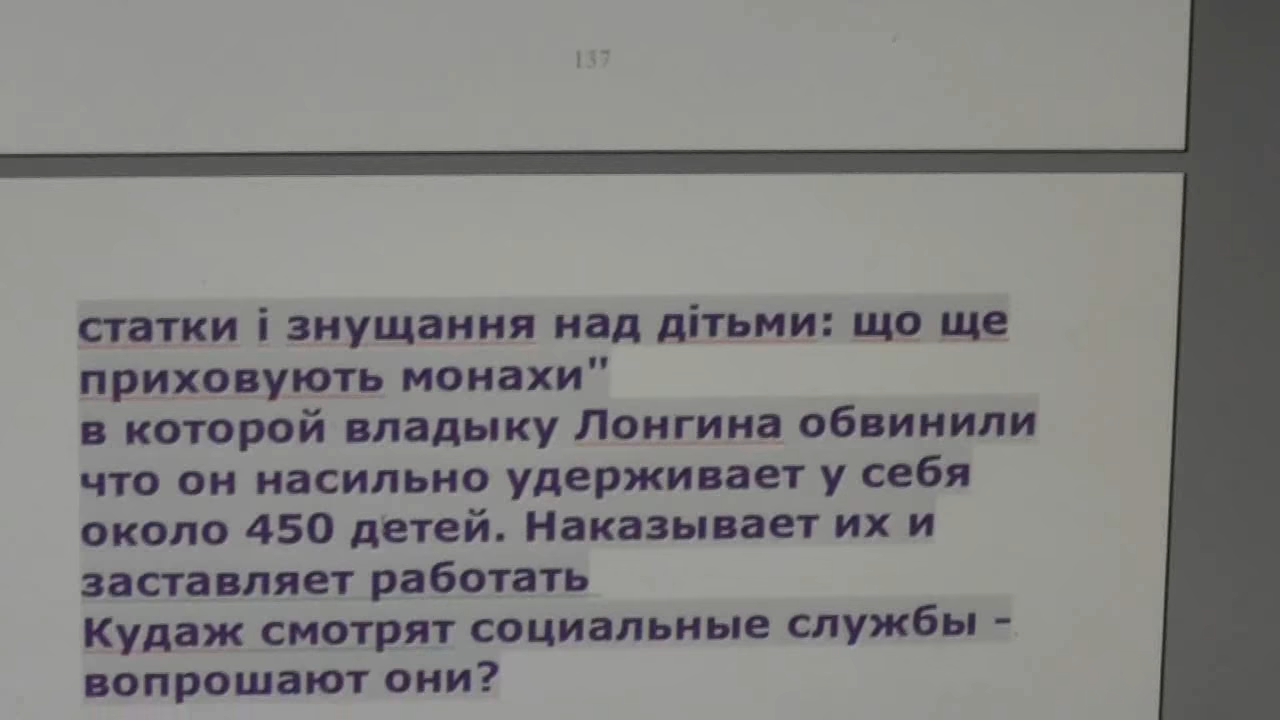 137
статки і знущання над дітьми: що ще
приховують монахи"
в которой владыку Лонгина обвинили
что он насильно удерживает у себя
около 450 детей. Наказывает их и
заставляет работать
Кудаж смотрят социальные службы -
вопрошают они?